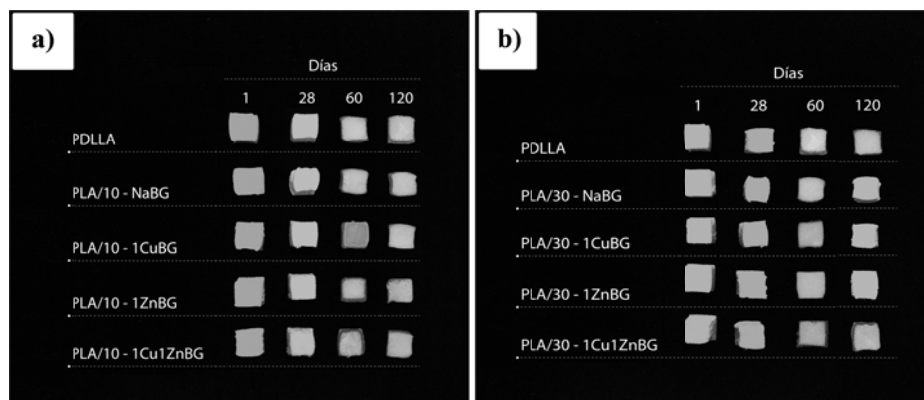 a)
Días
1 28 60 120
PDLLA
PLA/10 - NaBG
PLA/10 - 1CuBG
PLA/10 - 1ZnBG
PLA/10 - 1Cu1ZnBG
b)
Días
1 28 60 120
PDLLA
PLA/30 - NaBG
PLA/30 - 1CuBG
PLA/30 - 1ZnBG
PLA/30 - 1Cu1ZnBG